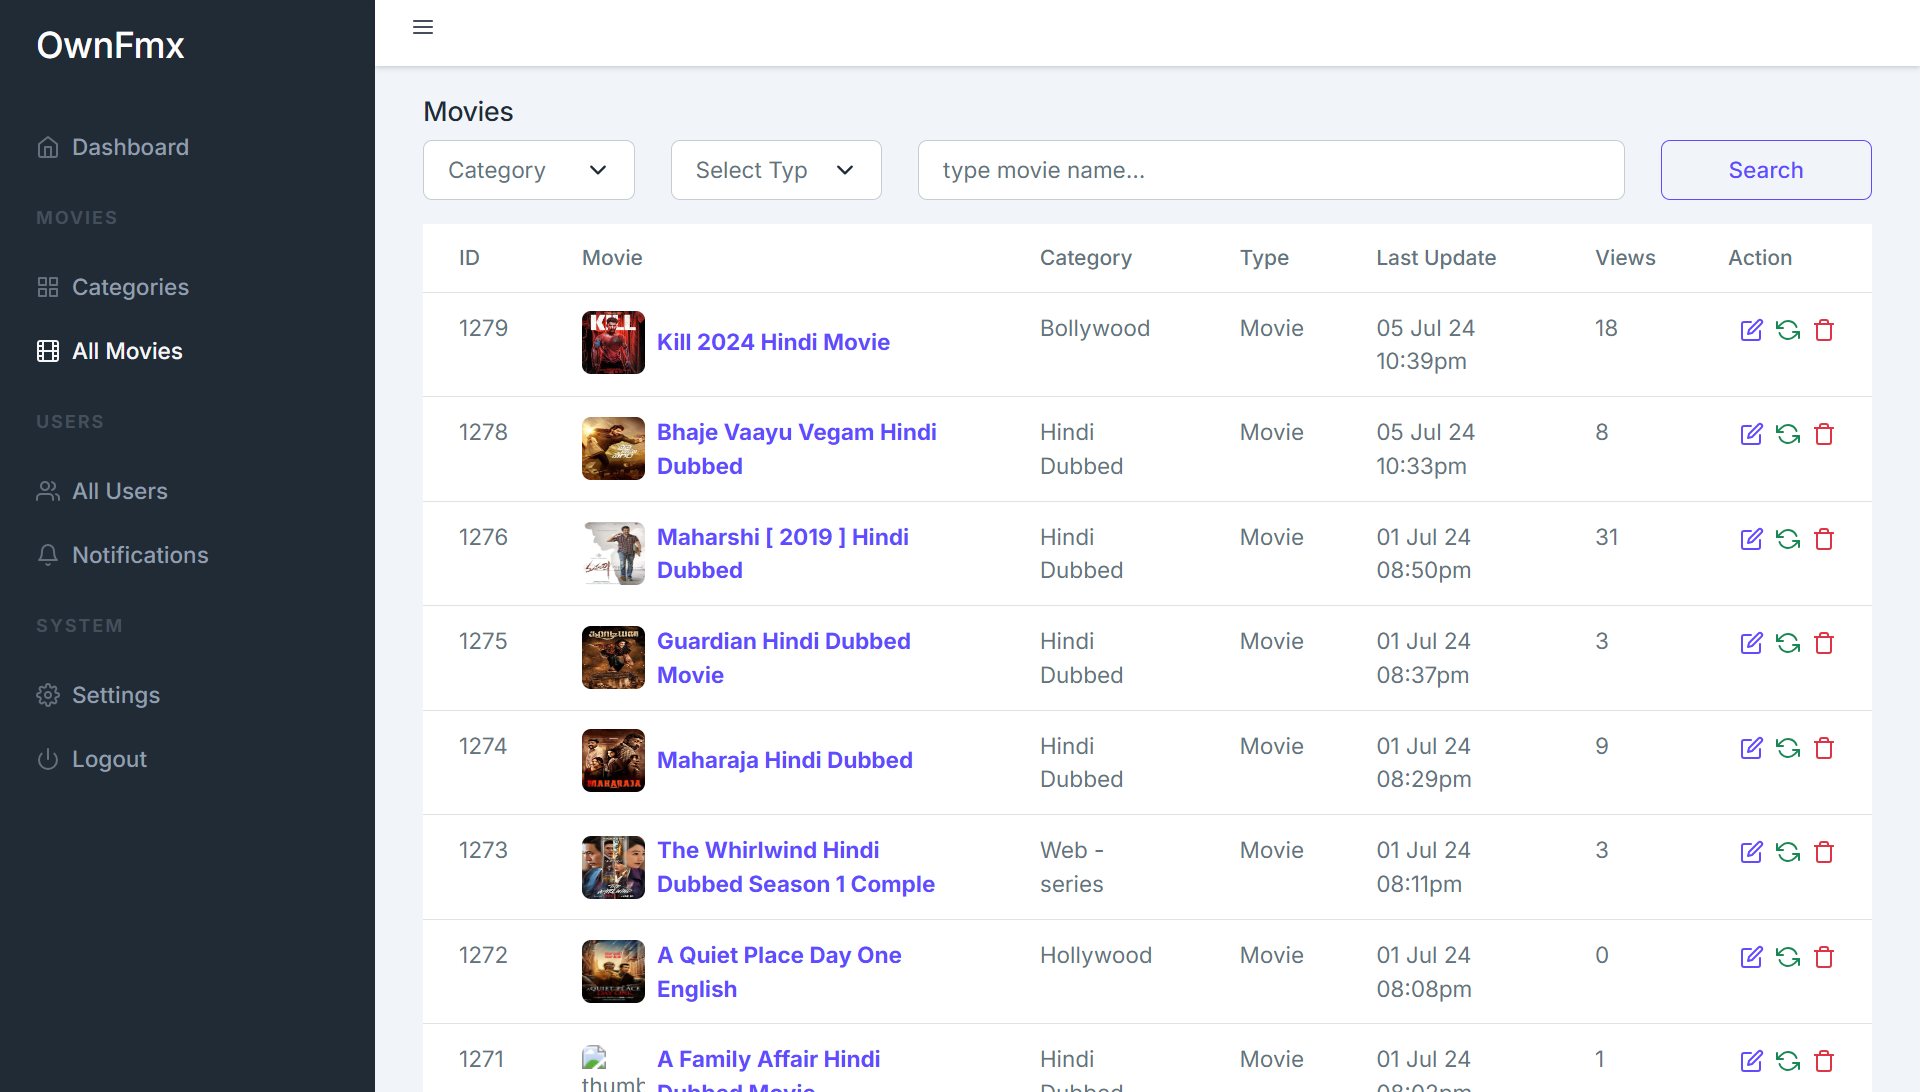 OwnFmx
Dashboard
MOVIES
Categories
All Movies
USERS
All Users
Notifications
SYSTEM
Settings
Logout
Movies
Category
Select Typ
type movie name...
Search
ID Movie Category Type Last Update Views Action
1279 KILL Kill 2024 Hindi Movie Bollywood Movie 05 Jul 24 18
10:39pm
1278 Bhaje Vaayu Vegam Hindi Hindi Movie 05 Jul 24 8
Dubbed Dubbed 10:33pm
1276 Maharshi [ 2019 ] Hindi Hindi Movie 01 Jul 24 31
Dubbed Dubbed 08:50pm
1275 Guardian Hindi Dubbed Hindi Movie 01 Jul 24 3
Movie Dubbed 08:37pm
1274 Maharaja Hindi Dubbed Hindi Movie 01 Jul 24 9
MAHARAJA Dubbed 08:29pm
1273 The Whirlwind Hindi Web - Movie 01 Jul 24 3
Dubbed Season 1 Comple series 08:11pm
1272 A Quiet Place Day One Hollywood Movie 01 Jul 24 0
English 08:08pm
1271 A Family Affair Hindi Hindi Movie 01 Jul 24 1
thumb Dubbed Movie Dubbed 08:02pm